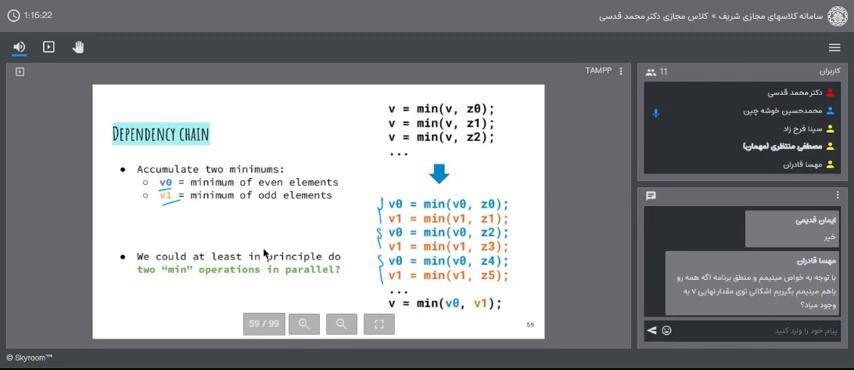 1:16:22
سامانه کلاسهای مجازی شریف » کلاس مجازی دکتر محمد قدسی
TAMPP
DEPENDENCY CHAIN
● Accumulate two minimums:
○ v0 = minimum of even elements
○ v1 = minimum of odd elements
● We could at least in principle do
two “min” operations in parallel?
v = min(v, z0);
v = min(v, z1);
v = min(v, z2);
...
v0 = min(v0, z0);
v1 = min(v1, z1);
v0 = min(v0, z2);
v1 = min(v1, z3);
v0 = min(v0, z4);
v1 = min(v1, z5);
...
v = min(v0, v1);
59 / 99
59
کاربران
11
دکتر محمد قدسی
محمدحسین خوشه چین
سینا فرح زاد
مصطفی منتظری (مهمان)
مهسا قادران
ایمان قدیمی
خیر
مهسا قادران
با توجه به خواص مینیمم و منطق برنامه اگه همه رو
باهم مینیمم بگیریم اشکالی توی مقدار نهایی v به
وجود میاد؟
پیام خود را وارد کنید
© Skyroom™